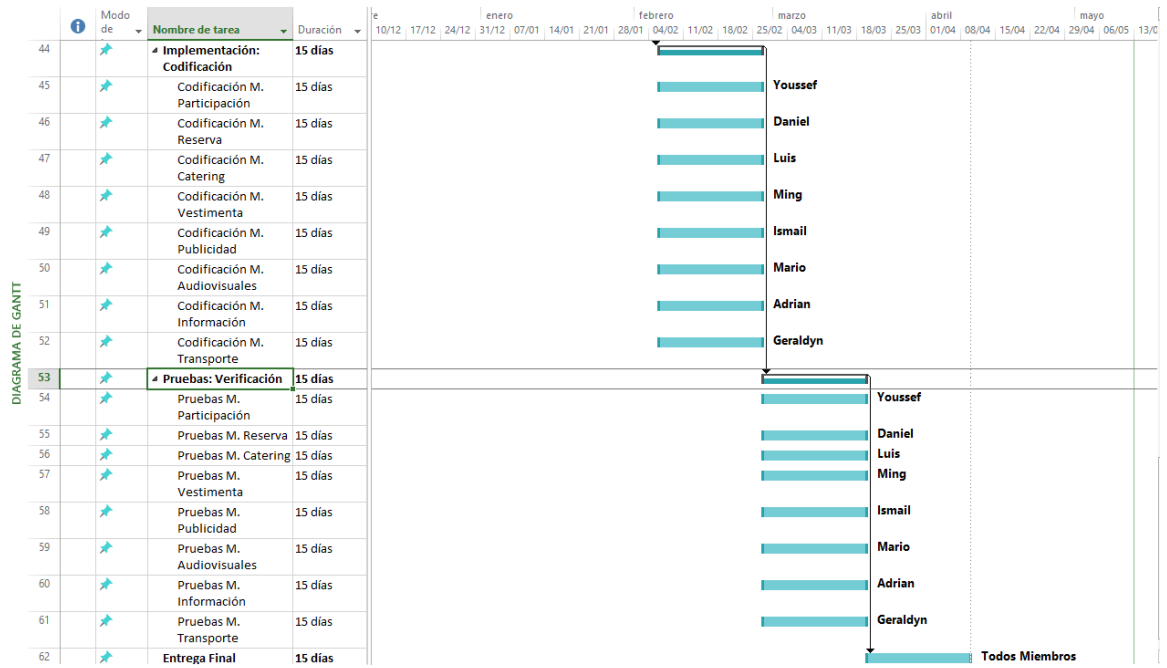 Modo de
Nombre de tarea
Duración
e
enero
febrero
marzo
abril
mayo
10/12 17/12 24/12 31/12 07/01 14/01 21/01 28/01 04/02 11/02 18/02 25/02 04/03 11/03 18/03 25/03 01/04 08/04 15/04 22/04 29/04 06/05 13/0
DIAGRAMA DE GANTT
44 Implementación: 15 días
Codificación
45 Codificación M. 15 días Youssef
Participación
46 Codificación M. 15 días Daniel
Reserva
47 Codificación M. 15 días Luis
Catering
48 Codificación M. 15 días Ming
Vestimenta
49 Codificación M. 15 días Ismail
Publicidad
50 Codificación M. 15 días Mario
Audiovisuales
51 Codificación M. 15 días Adrian
Información
52 Codificación M. 15 días Geraldyn
Transporte
53 Pruebas: Verificación 15 días
54 Pruebas M. 15 días Youssef
Participación
55 Pruebas M. Reserva 15 días Daniel
56 Pruebas M. Catering 15 días Luis
57 Pruebas M. 15 días Ming
Vestimenta
58 Pruebas M. 15 días Ismail
Publicidad
59 Pruebas M. 15 días Mario
Audiovisuales
60 Pruebas M. 15 días Adrian
Información
61 Pruebas M. 15 días Geraldyn
Transporte
62 Entrega Final 15 días Todos Miembros